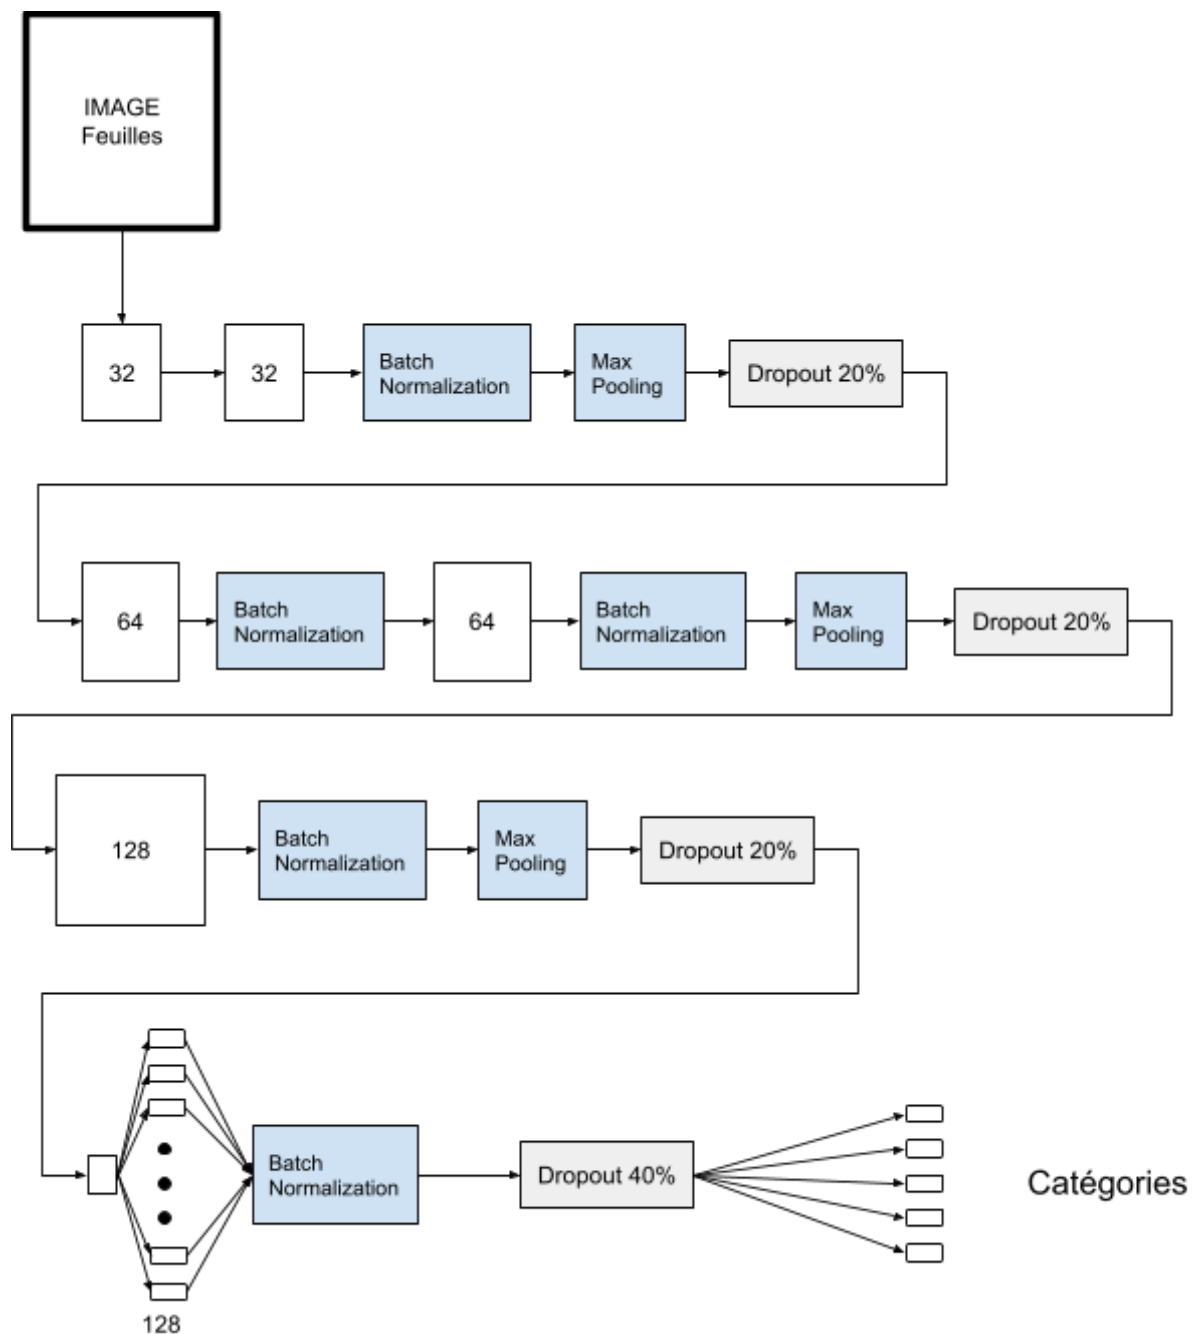 IMAGE
Feuilles
32
32
Batch
Normalization
Max
Pooling
Dropout 20%
64
Batch
Normalization
64
Batch
Normalization
Max
Pooling
Dropout 20%
128
Batch
Normalization
Max
Pooling
Dropout 20%
Batch
Normalization
Dropout 40%
Catégories
128